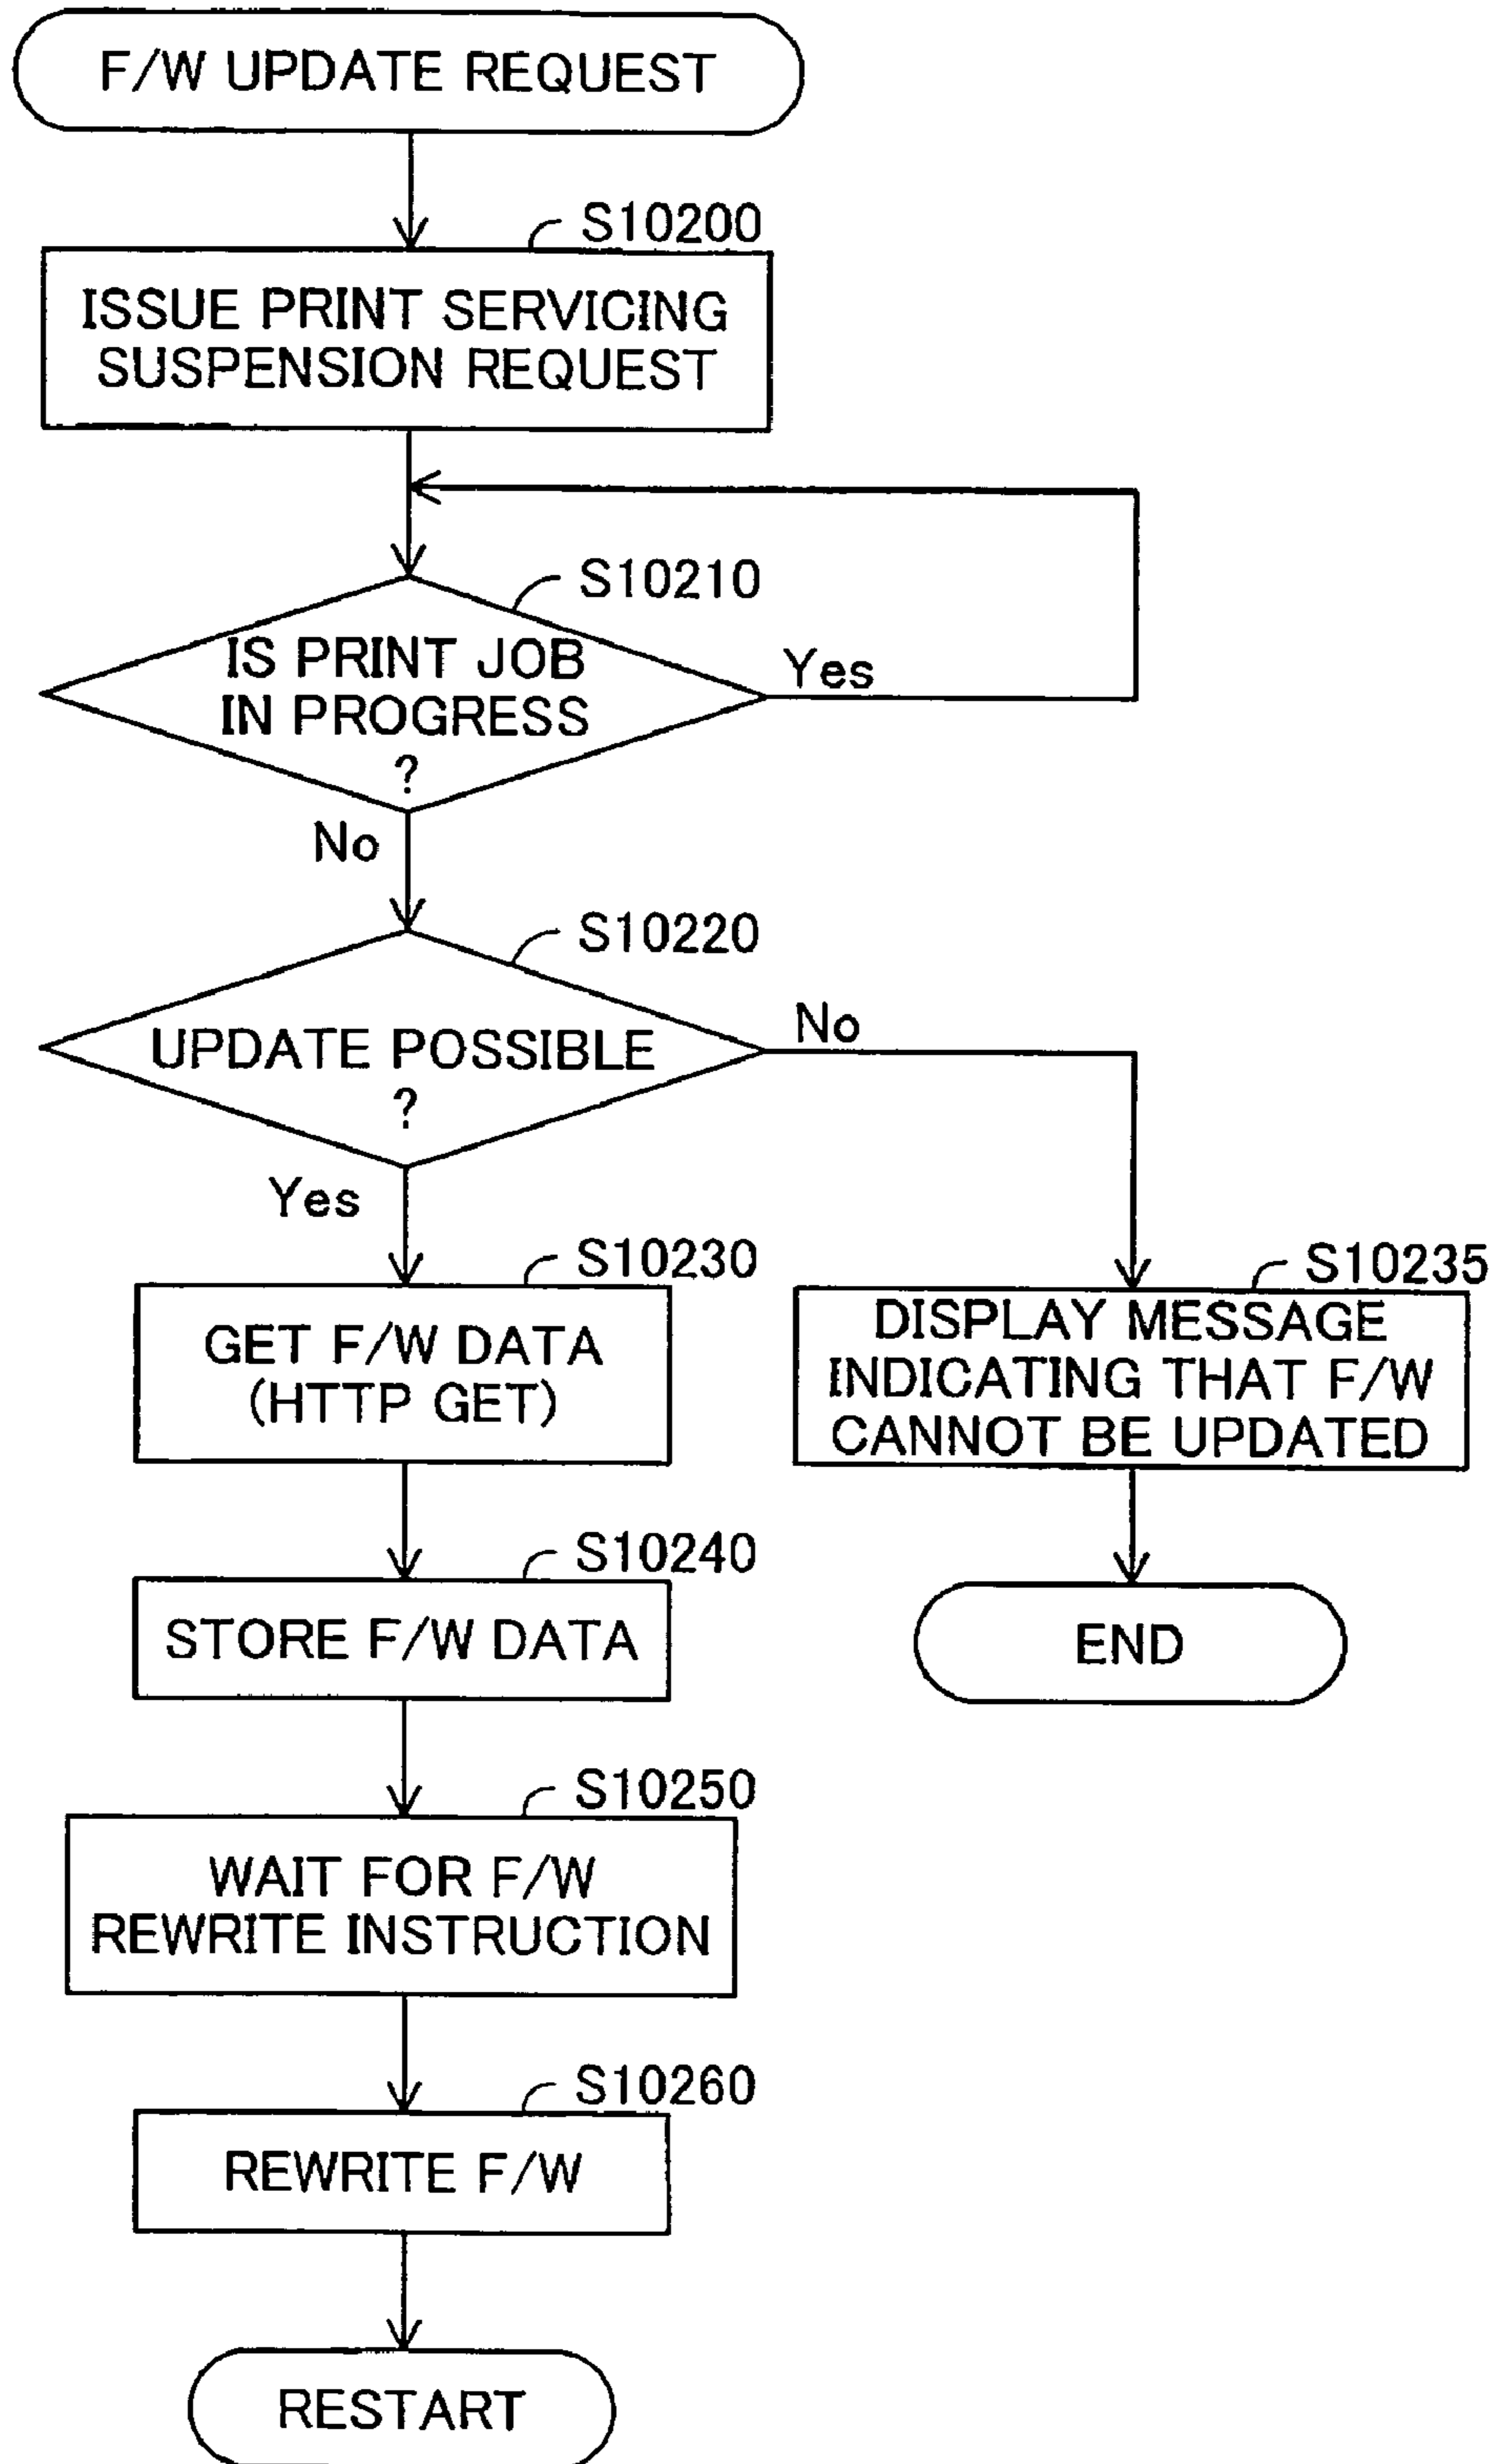 F/W UPDATE REQUEST
S10200
ISSUE PRINT SERVICING
SUSPENSION REQUEST
S10210
IS PRINT JOB
IN PROGRESS
?
Yes
No
S10220
UPDATE POSSIBLE
?
No
Yes
S10230
GET F/W DATA
(HTTP GET)
S10235
DISPLAY MESSAGE
INDICATING THAT F/W
CANNOT BE UPDATED
S10240
STORE F/W DATA
END
S10250
WAIT FOR F/W
REWRITE INSTRUCTION
S10260
REWRITE F/W
RESTART